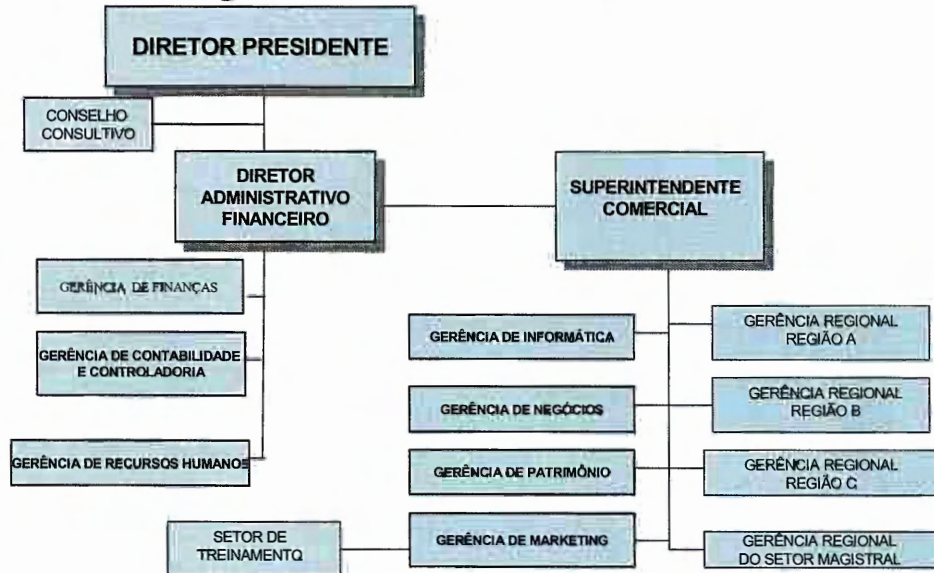 DIRETOR PRESIDENTE
CONSELHO
CONSULTIVO
DIRETOR
ADMINISTRATIVO
FINANCEIRO
SUPERINTENDENTE
COMERCIAL
GERÊNCIA DE FINANÇAS
GERÊNCIA DE CONTABILIDADE
E CONTROLADORIA
GERÊNCIA DE RECURSOS HUMANOS
GERÊNCIA DE INFORMÁTICA
GERÊNCIA REGIONAL
REGIÃO A
GERÊNCIA DE NEGÓCIOS
GERÊNCIA REGIONAL
REGIÃO B
GERÊNCIA DE PATRIMÔNIO
GERÊNCIA REGIONAL
REGIÃO C
SETOR DE
TREINAMENTO
GERÊNCIA DE MARKETING
GERÊNCIA REGIONAL
DO SETOR MAGISTRAL